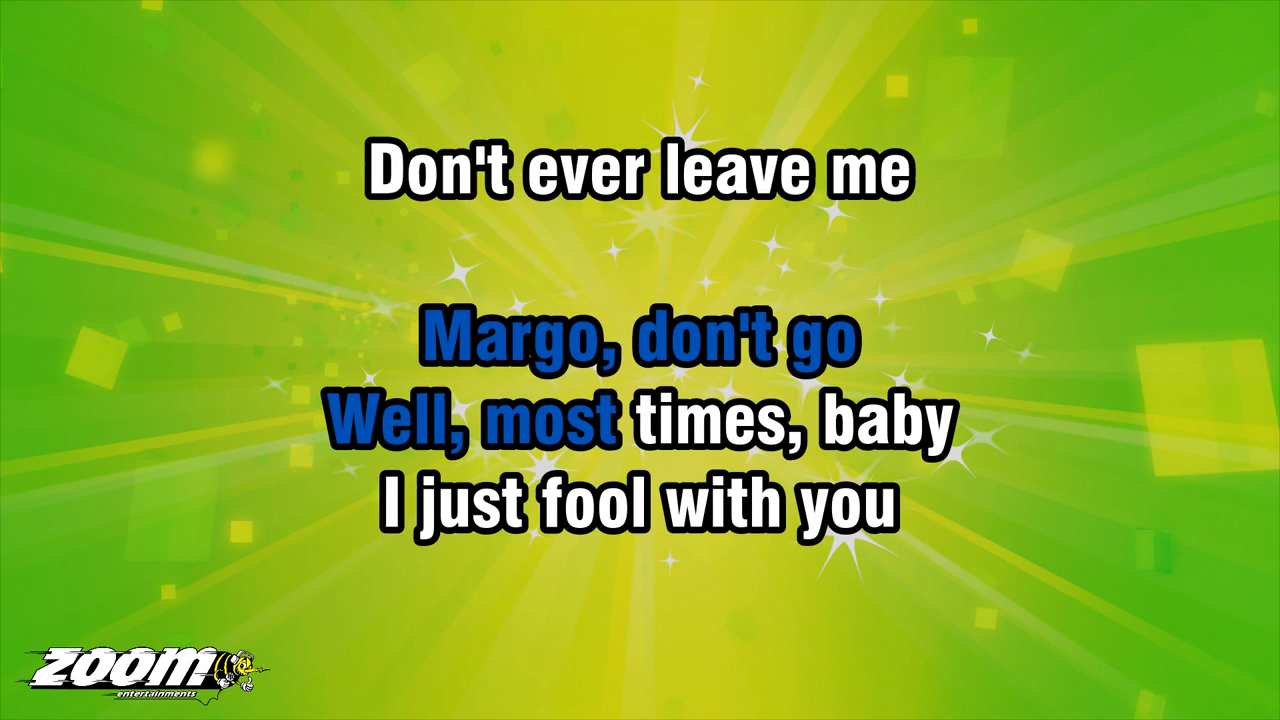 Don't ever leave me
Margo, don't go
Well, most times, baby
I just fool with you
zoom
entertainments